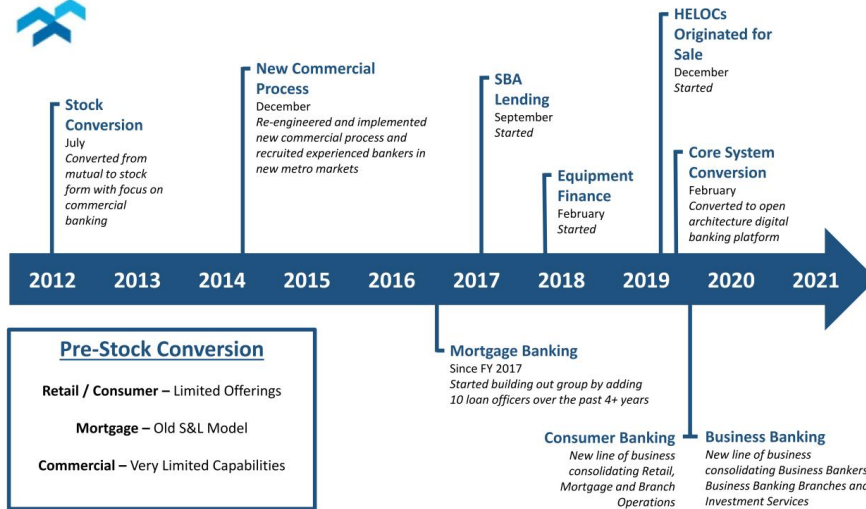 HELOCs
Originated for
Sale
December
Started
New Commercial
Process
December
Re-engineered and implemented
new commercial process and
recruited experienced bankers in
new metro markets
SBA
Lending
September
Started
Stock
Conversion
July
Converted from
mutual to stock
form with focus on
commercial
banking
Core System
Conversion
February
Converted to open
architecture digital
banking platform
Equipment
Finance
February
Started
2012 2013 2014 2015 2016 2017 2018 2019 2020 2021
Pre-Stock Conversion
Retail / Consumer – Limited Offerings
Mortgage – Old S&L Model
Commercial – Very Limited Capabilities
Mortgage Banking
Since FY 2017
Started building out group by adding
10 loan officers over the past 4+ years
Consumer Banking
New line of business
consolidating Retail,
Mortgage and Branch
Operations
Business Banking
New line of business
consolidating Business Bankers,
Business Banking Branches and
Investment Services